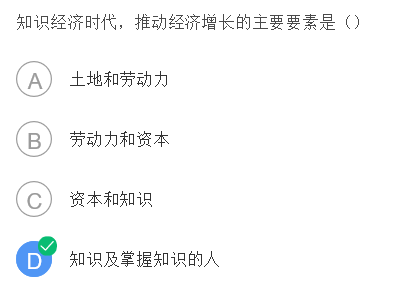 知识经济时代，推动经济增长的主要要素是（）
A 土地和劳动力
B 劳动力和资本
C 资本和知识
D 知识及掌握知识的人